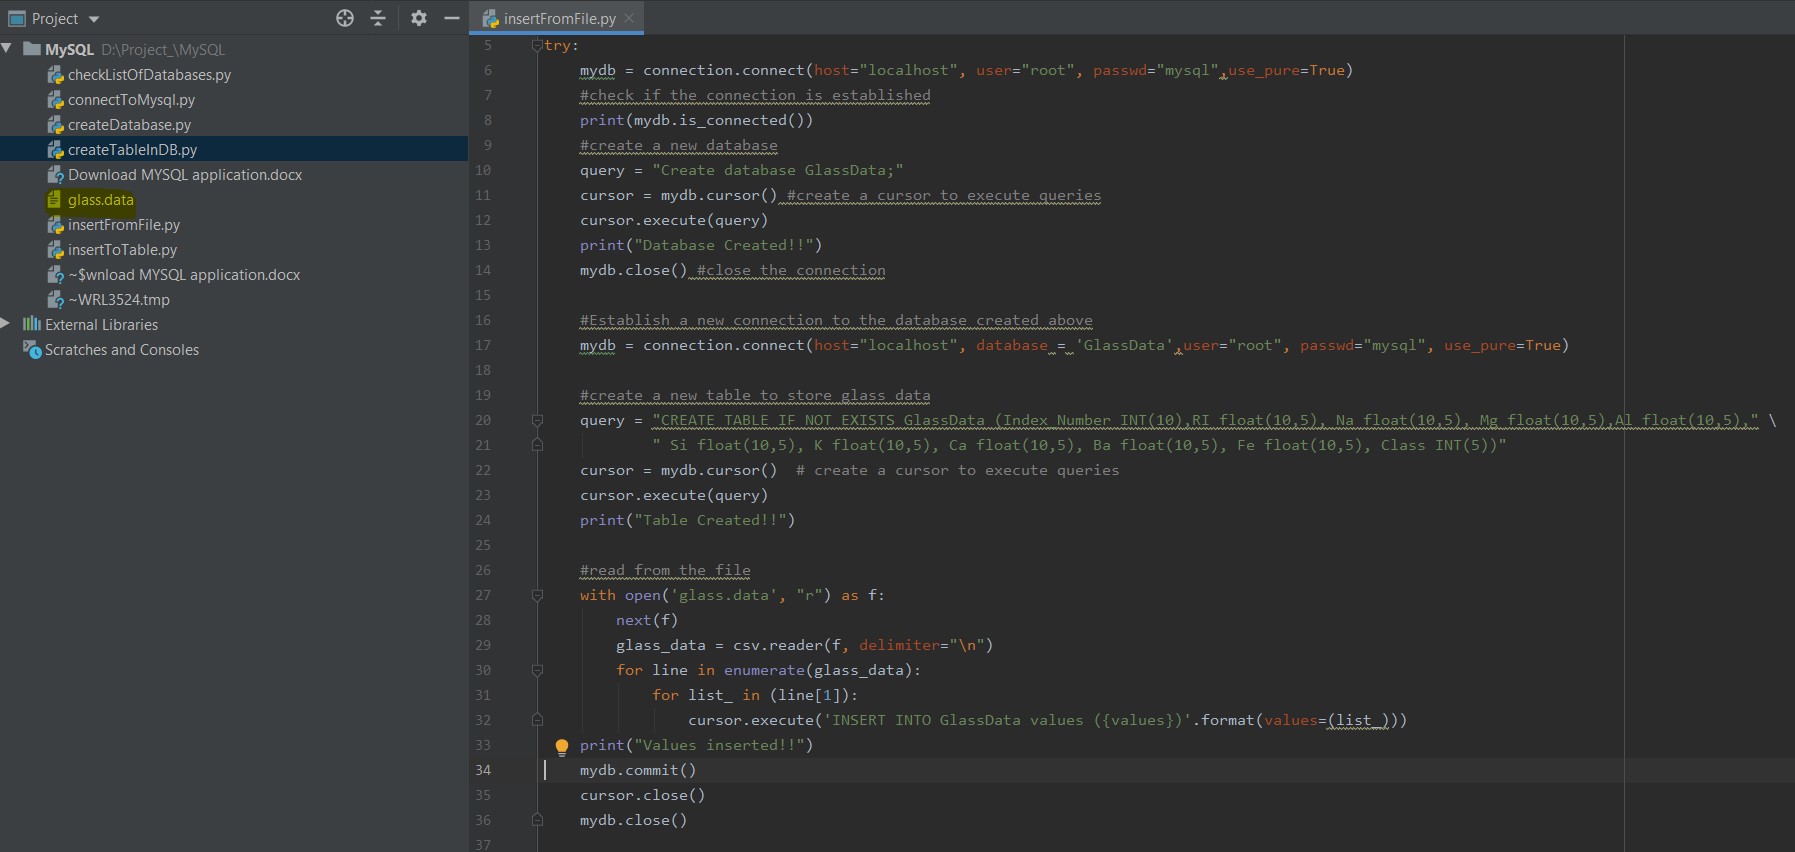 Project
insertFromFile.py
MySQL D:\Project_\MySQL
checkListOfDatabases.py
connectToMysql.py
createDatabase.py
createTableInDB.py
Download MYSQL application.docx
glass.data
insertFromFile.py
insertToTable.py
~$wnload MYSQL application.docx
~WRL3524.tmp
External Libraries
Scratches and Consoles
5 try:
6 mydb = connection.connect(host="localhost", user="root", passwd="mysql",use_pure=True)
7 #check if the connection is established
8 print(mydb.is_connected())
9 #create a new database
10 query = "Create database GlassData;"
11 cursor = mydb.cursor() #create a cursor to execute queries
12 cursor.execute(query)
13 print("Database Created!!")
14 mydb.close() #close the connection
15
16 #Establish a new connection to the database created above
17 mydb = connection.connect(host="localhost", database = 'GlassData',user="root", passwd="mysql", use_pure=True)
18
19 #create a new table to store glass data
20 query = "CREATE TABLE IF NOT EXISTS GlassData (Index_Number INT(10),RI float(10,5), Na float(10,5), Mg float(10,5),Al float(10,5)," \
21 " Si float(10,5), K float(10,5), Ca float(10,5), Ba float(10,5), Fe float(10,5), Class INT(5))"
22 cursor = mydb.cursor()  # create a cursor to execute queries
23 cursor.execute(query)
24 print("Table Created!!")
25
26 #read from the file
27 with open('glass.data', "r") as f:
28 next(f)
29 glass_data = csv.reader(f, delimiter="\n")
30 for line in enumerate(glass_data):
31 for list_ in (line[1]):
32 cursor.execute('INSERT INTO GlassData values ({values})'.format(values=(list_)))
33 print("Values inserted!!")
34 mydb.commit()
35 cursor.close()
36 mydb.close()
37